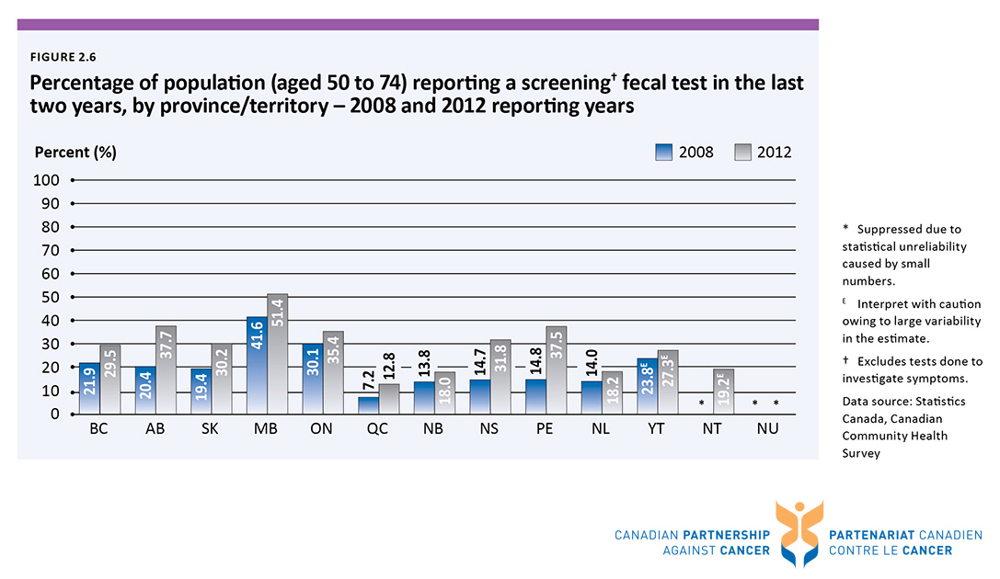 FIGURE 2.6
Percentage of population (aged 50 to 74) reporting a screening† fecal test in the last
two years, by province/territory – 2008 and 2012 reporting years
Percent (%)
2008 2012
100
90
80
70
60
50
40
30
20
10
0
21.9 29.5 20.4 37.7 19.4 30.2 41.6 51.4 30.1 35.4 7.2 12.8 13.8 18.0 14.7 31.8 14.8 37.5 14.0 18.2 23.8E 27.3E * 19.2E * *
BC AB SK MB ON QC NB NS PE NL YT NT NU
* Suppressed due to
statistical unreliability
caused by small
numbers.
E Interpret with caution
owing to large variability
in the estimate.
† Excludes tests done to
investigate symptoms.
Data source: Statistics
Canada, Canadian
Community Health
Survey
CANADIAN PARTNERSHIP
AGAINST CANCER
PARTENARIAT CANADIEN
CONTRE LE CANCER